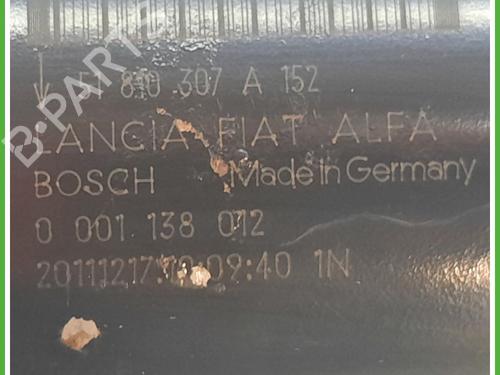 B-PARTS
51 810 307 A 152
LANCIA FIAT ALFA
BOSCH Made in Germany
0 001 138 012
20111217 09:40 1N